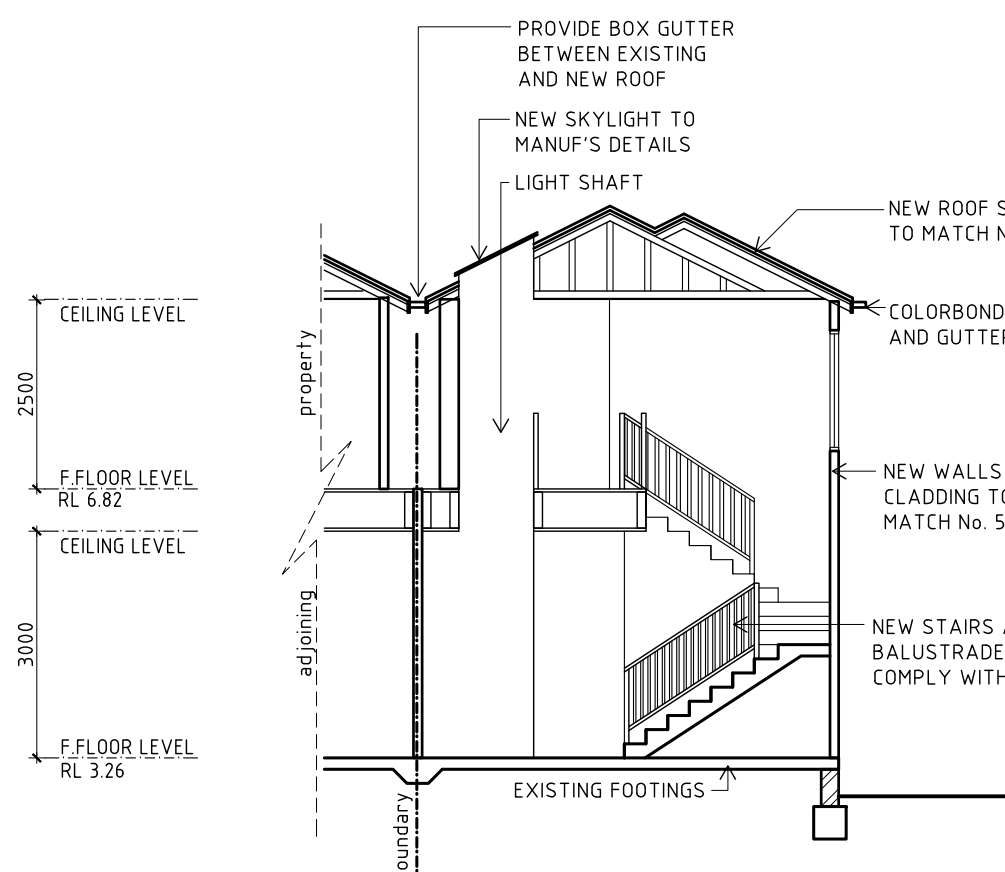 PROVIDE BOX GUTTER
BETWEEN EXISTING
AND NEW ROOF
NEW SKYLIGHT TO
MANUF'S DETAILS
LIGHT SHAFT
NEW ROOF S
TO MATCH N
CEILING LEVEL
COLORBOND
AND GUTTER
property
2500
F.FLOOR LEVEL
RL 6.82
NEW WALLS
CLADDING TO
MATCH No. 5
CEILING LEVEL
adjoining
3000
NEW STAIRS
BALUSTRADE
COMPLY WITH
F.FLOOR LEVEL
RL 3.26
EXISTING FOOTINGS
oundary